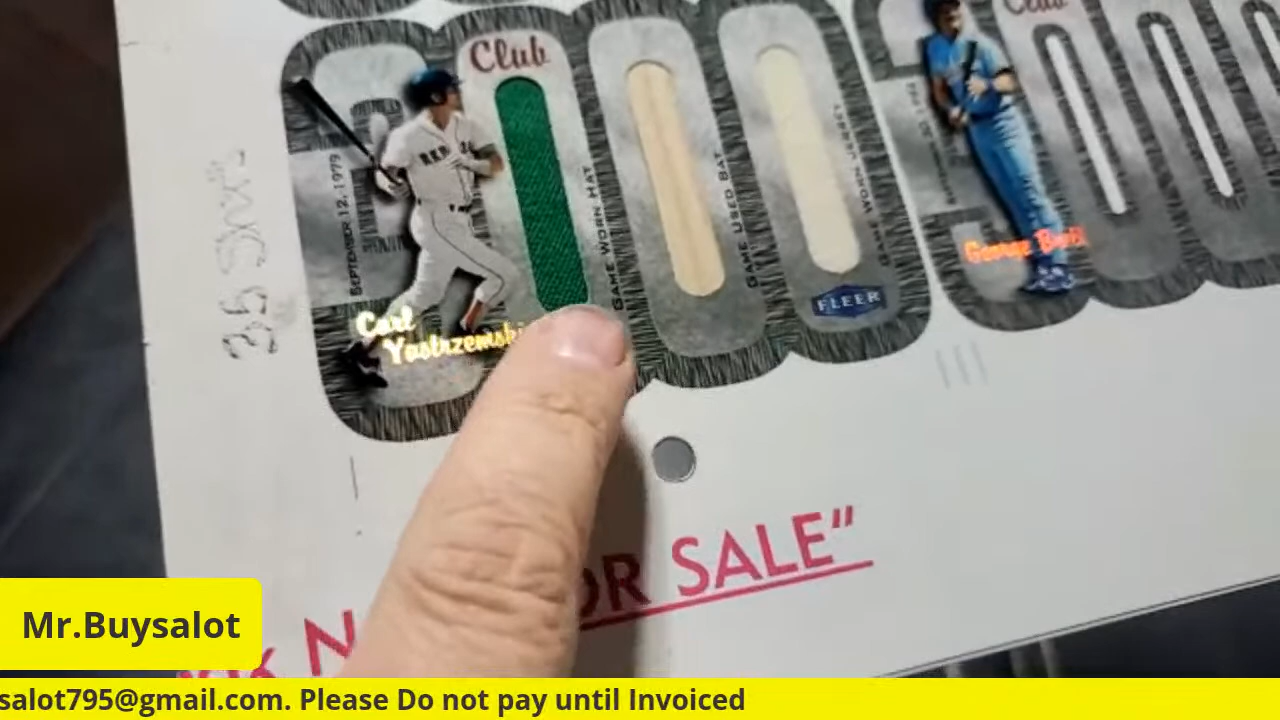 Club
Club
SEPTEMBER 12, 1979
RED
GAME WORN HAT
GAME USED BAT
GAME WORN JERSEY
FLEER
Carl
Yastrzemski
George Brett
OR SALE"
Mr.Buysalot
salot795@gmail.com. Please Do not pay until Invoiced